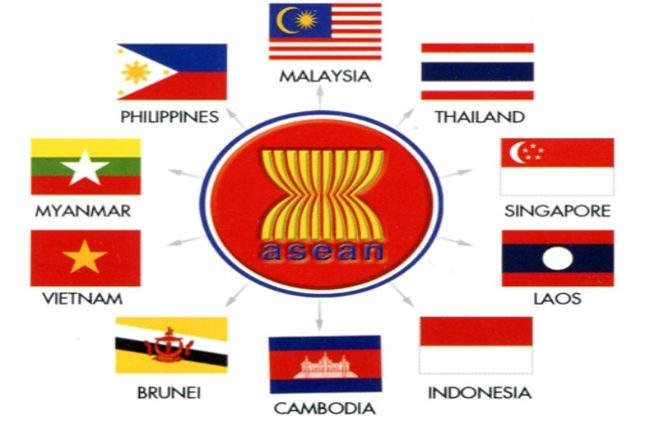 MALAYSIA
PHILIPPINES
THAILAND
MYANMAR
SINGAPORE
asean
VIETNAM
LAOS
BRUNEI
INDONESIA
CAMBODIA